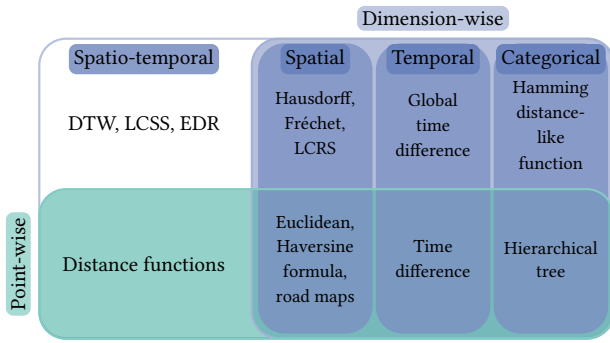 Dimension-wise
Spatio-temporal
Spatial
Temporal
Categorical
DTW, LCSS, EDR
Hausdorff,
Fréchet,
LCRS
Global
time
difference
Hamming
distance-
like
function
Point-wise
Distance functions
Euclidean,
Haversine
formula,
road maps
Time
difference
Hierarchical
tree